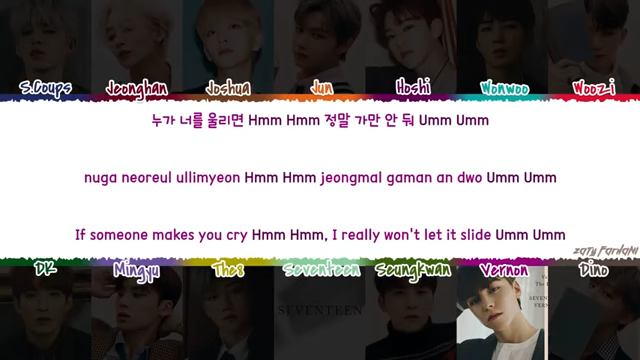 S.Coups Jeonghan Joshua Jun Hoshi Wonwoo Woozi
누가 너를 울리면 Hmm Hmm 정말 가만 안 둬 Umm Umm
nuga neoreul ullimyeon Hmm Hmm jeongmal gaman an dwo Umm Umm
If someone makes you cry Hmm Hmm, I really won't let it slide Umm Umm
ZATY FARHANI
DK Mingyu The8 Seventeen Seungkwan Vernon Dino
SEVENTEEN